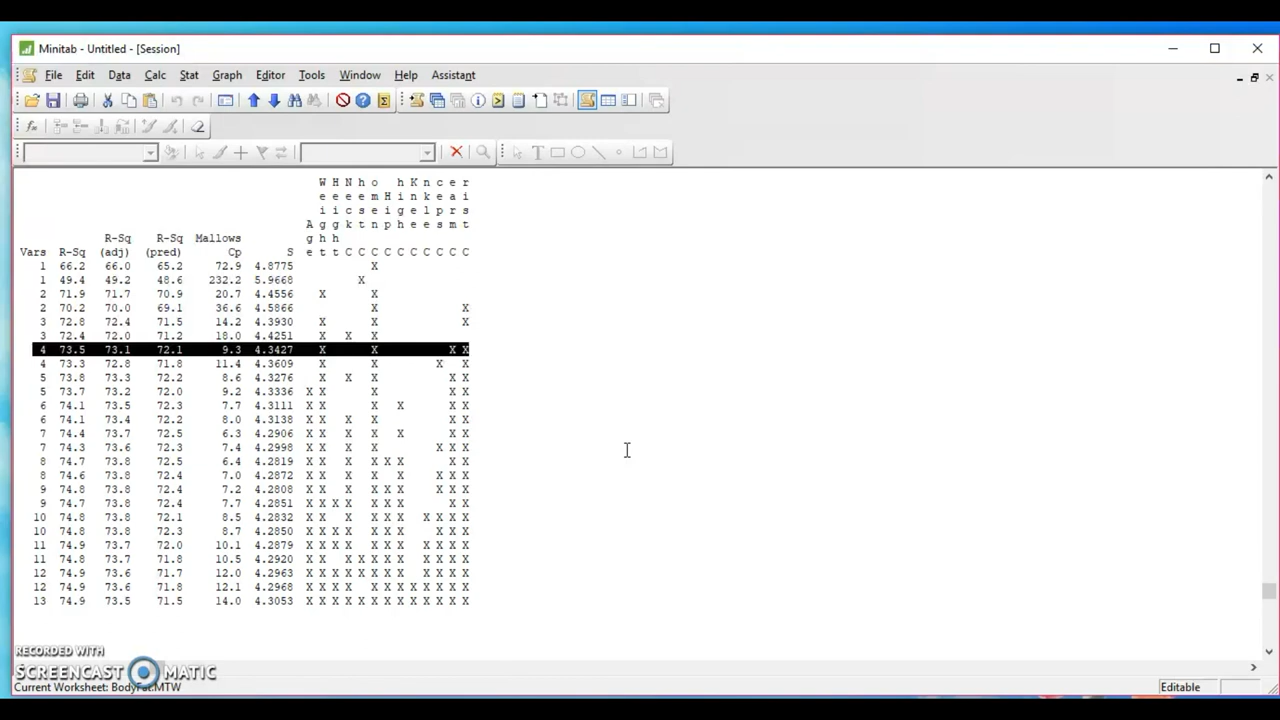 Minitab - Untitled - [Session]
File Edit Data Calc Stat Graph Editor Tools Window Help Assistant
W H N h o h K n c e r
e e e e m H i n k e a i
i i c s e i g e l r r s
R-Sq R-Sq Mallows A g g k t n p h e e p m t
(adj) (pred) Cp g h h
Vars R-Sq (adj) (pred) Cp S e t t C C C C C C C C C C
1 66.2 66.0 65.2 72.9 4.8775 X
1 49.4 49.2 48.6 232.2 5.9668 X
2 71.9 71.7 70.9 20.7 4.4556 X X
2 70.2 70.0 69.1 36.6 4.5866 X X
3 72.8 72.4 71.5 14.2 4.3930 X X X
3 72.4 72.0 71.2 18.0 4.4251 X X X
4 73.5 73.1 72.1 9.3 4.3427 X X X X
4 73.3 72.8 71.8 11.4 4.3609 X X X X
5 73.8 73.3 72.2 8.6 4.3276 X X X X X
5 73.7 73.2 72.0 9.2 4.3336 X X X X X
6 74.1 73.5 72.3 7.7 4.3111 X X X X X X
6 74.1 73.4 72.2 8.0 4.3138 X X X X X X
7 74.4 73.7 72.5 6.3 4.2906 X X X X X X X
7 74.3 73.6 72.3 7.4 4.2998 X X X X X X X
8 74.7 73.8 72.5 6.4 4.2819 X X X X X X X X
8 74.6 73.8 72.4 7.0 4.2872 X X X X X X X X
9 74.8 73.8 72.4 7.2 4.2808 X X X X X X X X X
9 74.7 73.8 72.4 7.7 4.2851 X X X X X X X X X
10 74.8 73.8 72.1 8.5 4.2832 X X X X X X X X X X
10 74.8 73.8 72.3 8.7 4.2850 X X X X X X X X X X
11 74.9 73.7 72.0 10.1 4.2879 X X X X X X X X X X X
11 74.8 73.7 71.8 10.5 4.2920 X X X X X X X X X X X
12 74.9 73.6 71.7 12.0 4.2963 X X X X X X X X X X X X
12 74.9 73.6 71.8 12.1 4.2968 X X X X X X X X X X X X
13 74.9 73.5 71.5 14.0 4.3053 X X X X X X X X X X X X X
RECORDED WITH
SCREENCAST MATIC
Current Worksheet: BodyFat.MTW
Editable